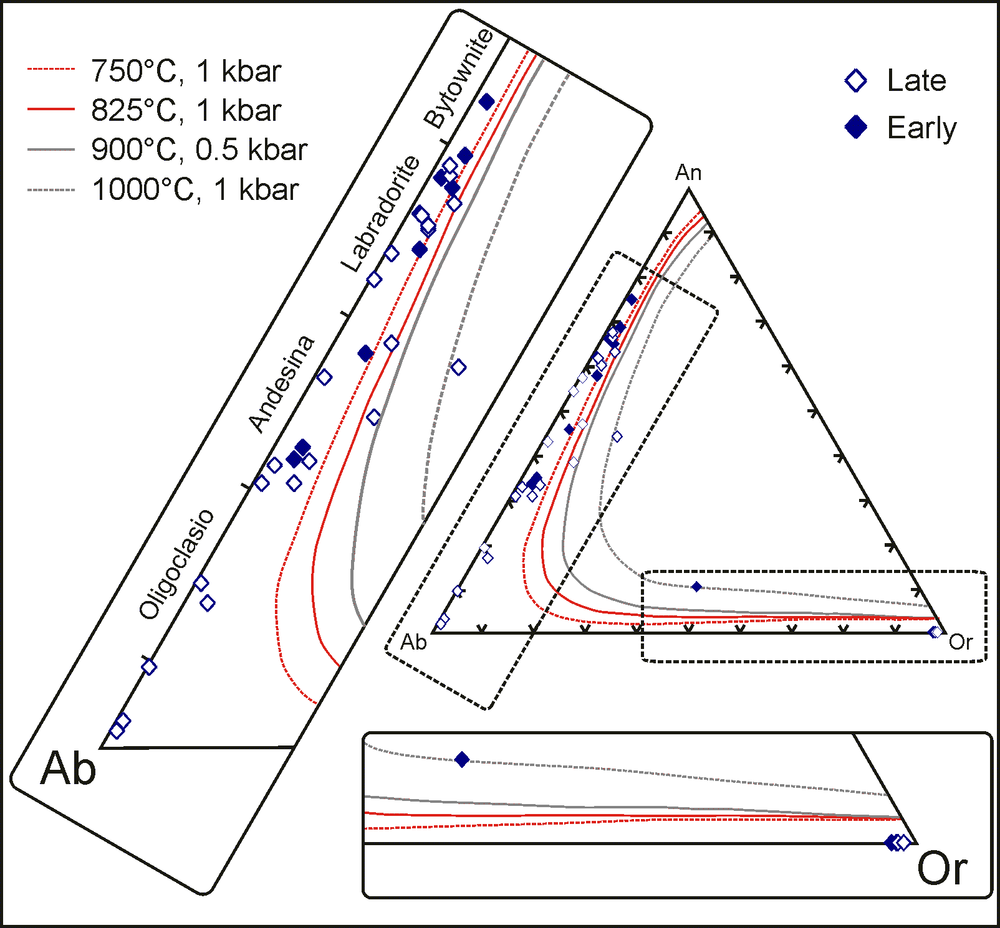 750°C, 1 kbar
825°C, 1 kbar
900°C, 0.5 kbar
1000°C, 1 kbar
Late
Early
Bytownite
Labradorite
Andesina
Oligoclasio
Ab
An
Ab
Or
Or